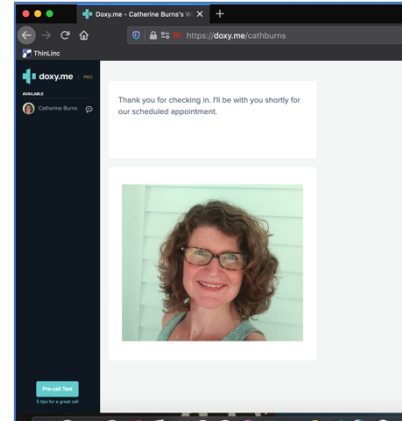 Doxy.me - Catherine Burns's W
https://doxy.me/cathburns
ThinLinc
doxy.me PRO
AVAILABLE
Catherine Burns
Thank you for checking in. I'll be with you shortly for
our scheduled appointment.
Pre-call Test
5 tips for a great call